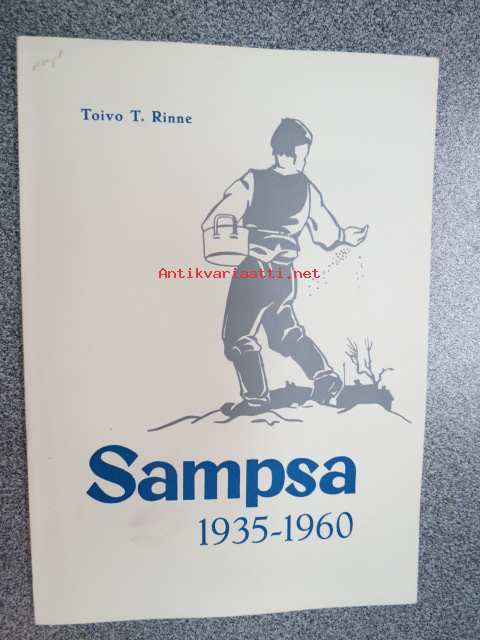 Toivo T. Rinne
Antikvariaatti.net
Sampsa
1935-1960